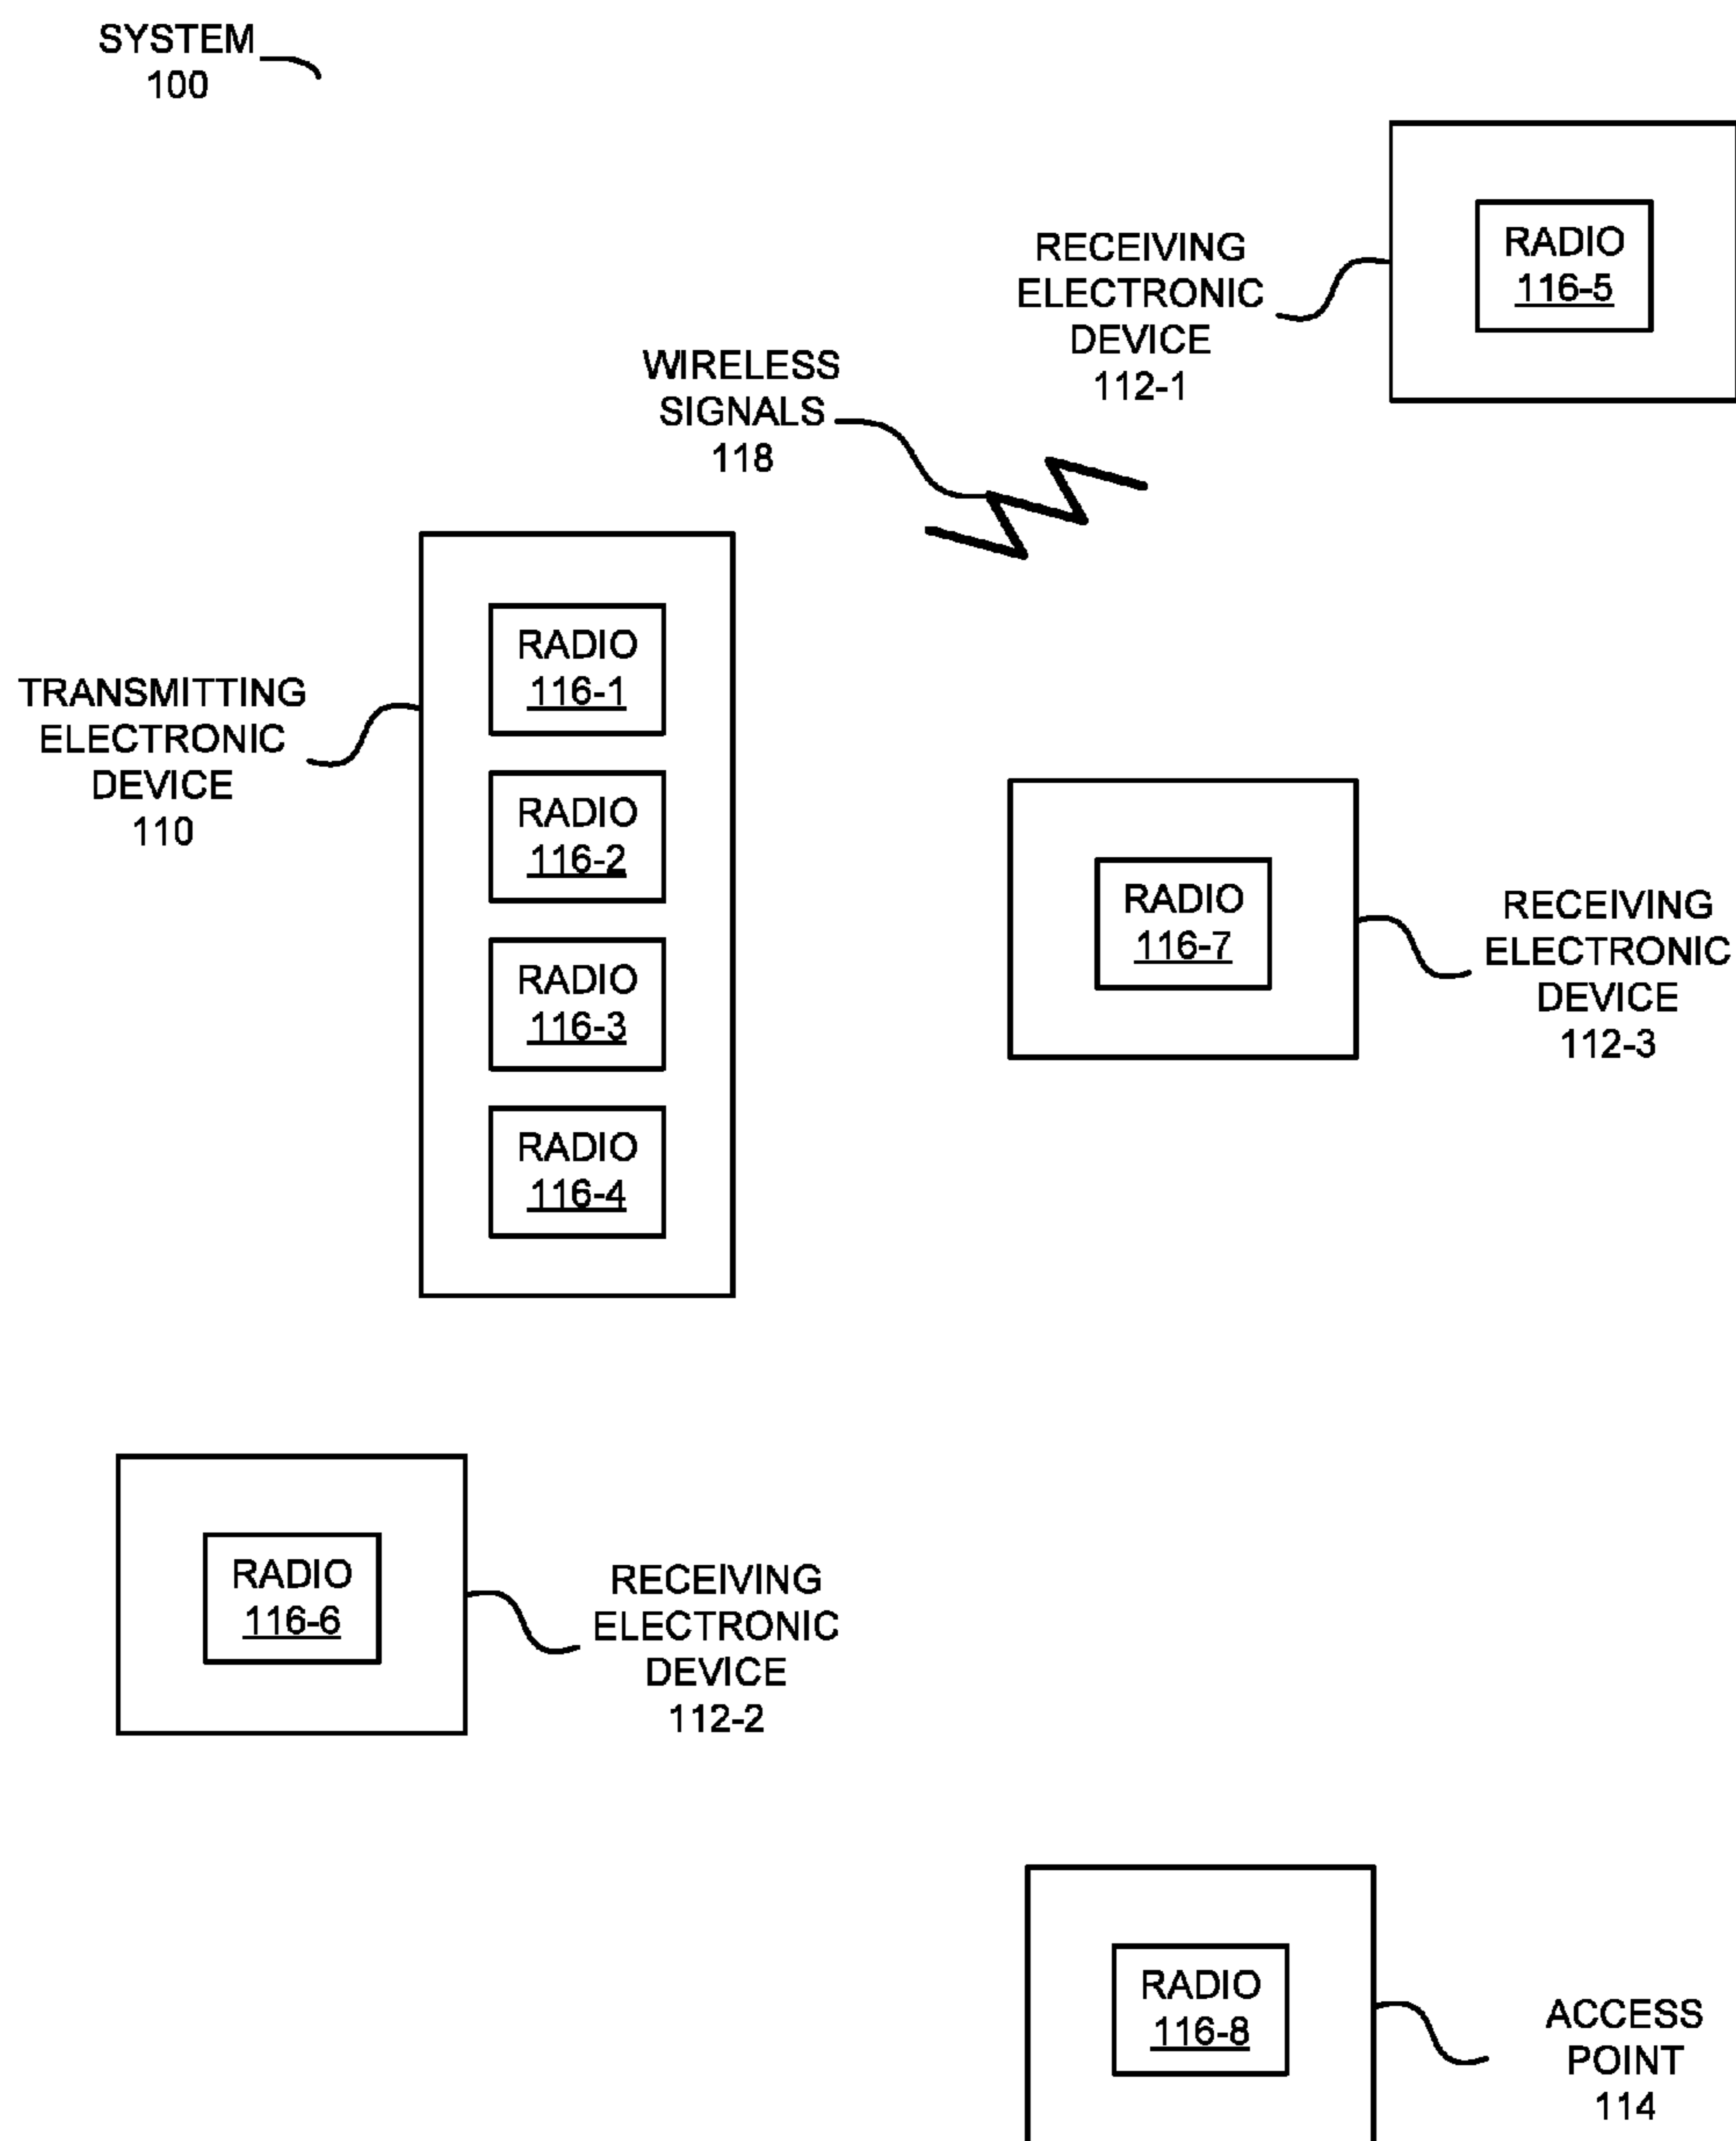 SYSTEM
100
RECEIVING
ELECTRONIC
DEVICE
112-1
RADIO
116-5
WIRELESS
SIGNALS
118
TRANSMITTING
ELECTRONIC
DEVICE
110
RADIO
116-1
RADIO
116-2
RADIO
116-3
RADIO
116-4
RADIO
116-7
RECEIVING
ELECTRONIC
DEVICE
112-3
RADIO
116-6
RECEIVING
ELECTRONIC
DEVICE
112-2
RADIO
116-8
ACCESS
POINT
114